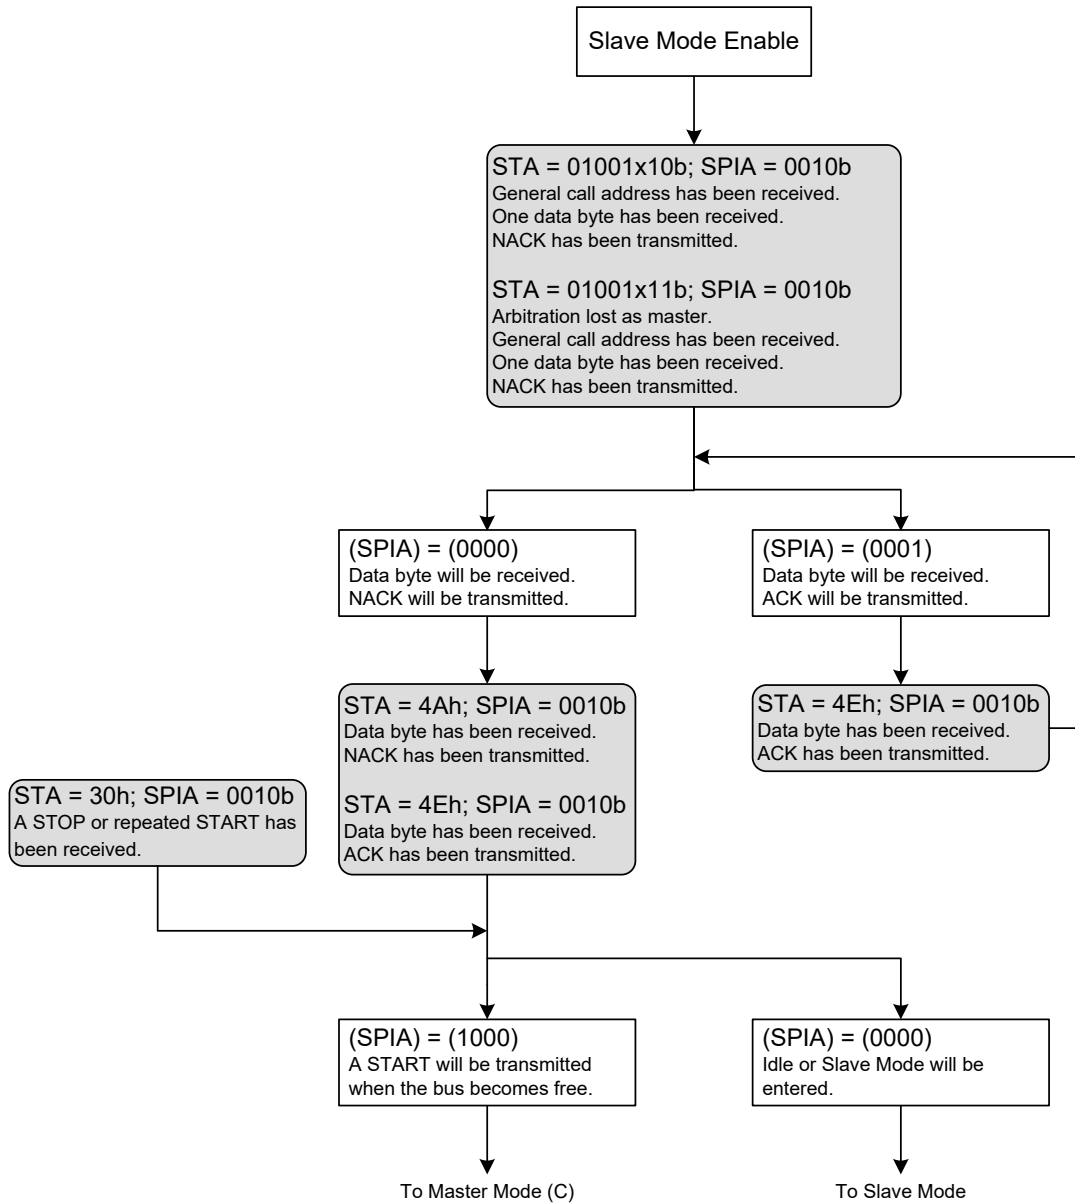 Slave Mode Enable
STA = 01001x10b; SPIA = 0010b
General call address has been received.
One data byte has been received.
NACK has been transmitted.
STA = 01001x11b; SPIA = 0010b
Arbitration lost as master.
General call address has been received.
One data byte has been received.
NACK has been transmitted.
(SPIA) = (0000)
Data byte will be received.
NACK will be transmitted.
(SPIA) = (0001)
Data byte will be received.
ACK will be transmitted.
STA = 4Ah; SPIA = 0010b
Data byte has been received.
NACK has been transmitted.
STA = 4Eh; SPIA = 0010b
Data byte has been received.
ACK has been transmitted.
STA = 4Eh; SPIA = 0010b
Data byte has been received.
ACK has been transmitted.
STA = 30h; SPIA = 0010b
A STOP or repeated START has
been received.
(SPIA) = (1000)
A START will be transmitted
when the bus becomes free.
(SPIA) = (0000)
Idle or Slave Mode will be
entered.
To Master Mode (C)
To Slave Mode